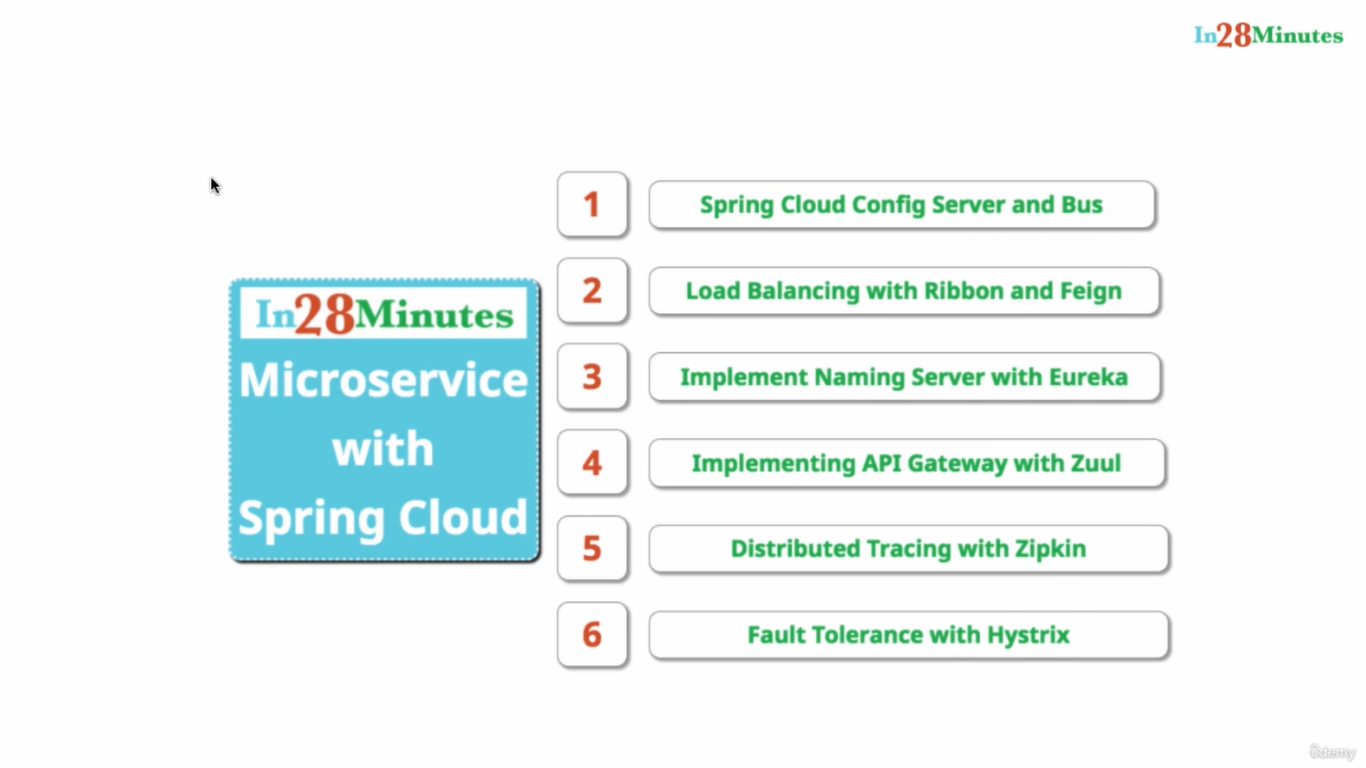 In28Minutes
1
Spring Cloud Config Server and Bus
2
Load Balancing with Ribbon and Feign
In28Minutes
Microservice
with
Spring Cloud
3
Implement Naming Server with Eureka
4
Implementing API Gateway with Zuul
5
Distributed Tracing with Zipkin
6
Fault Tolerance with Hystrix
ûdemy